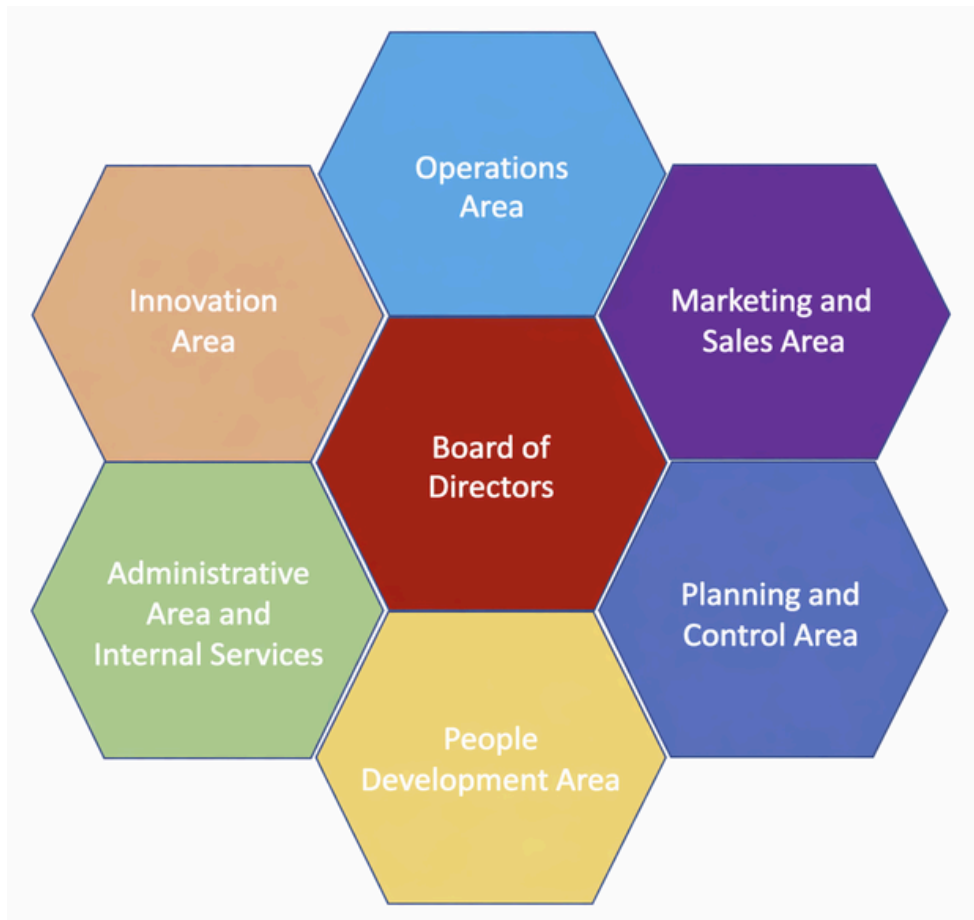 Operations
Area
Innovation
Area
Marketing and
Sales Area
Board of
Directors
Administrative
Area and
Internal Services
Planning and
Control Area
People
Development Area